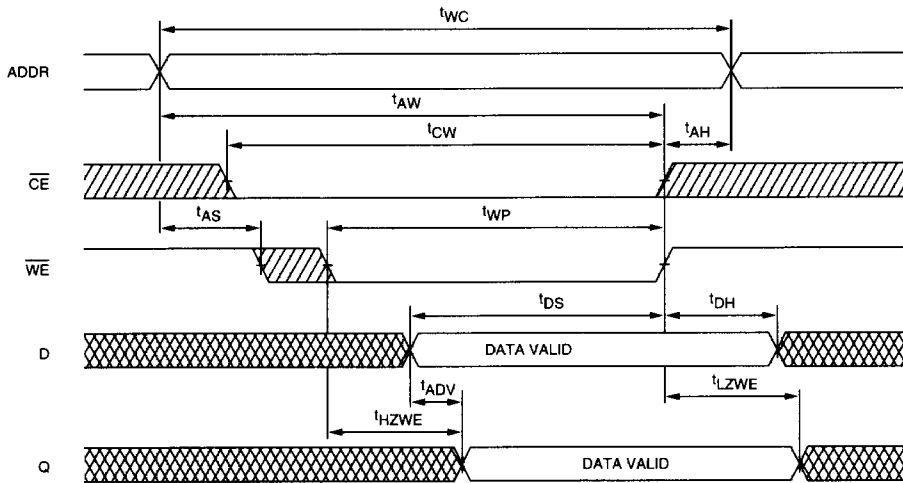 tWC
ADDR
tAW
tCW
tAH
CE
tAS
tWP
WE
tDS
tDH
D
DATA VALID
tADV
tHZWE
tLZWE
Q
DATA VALID